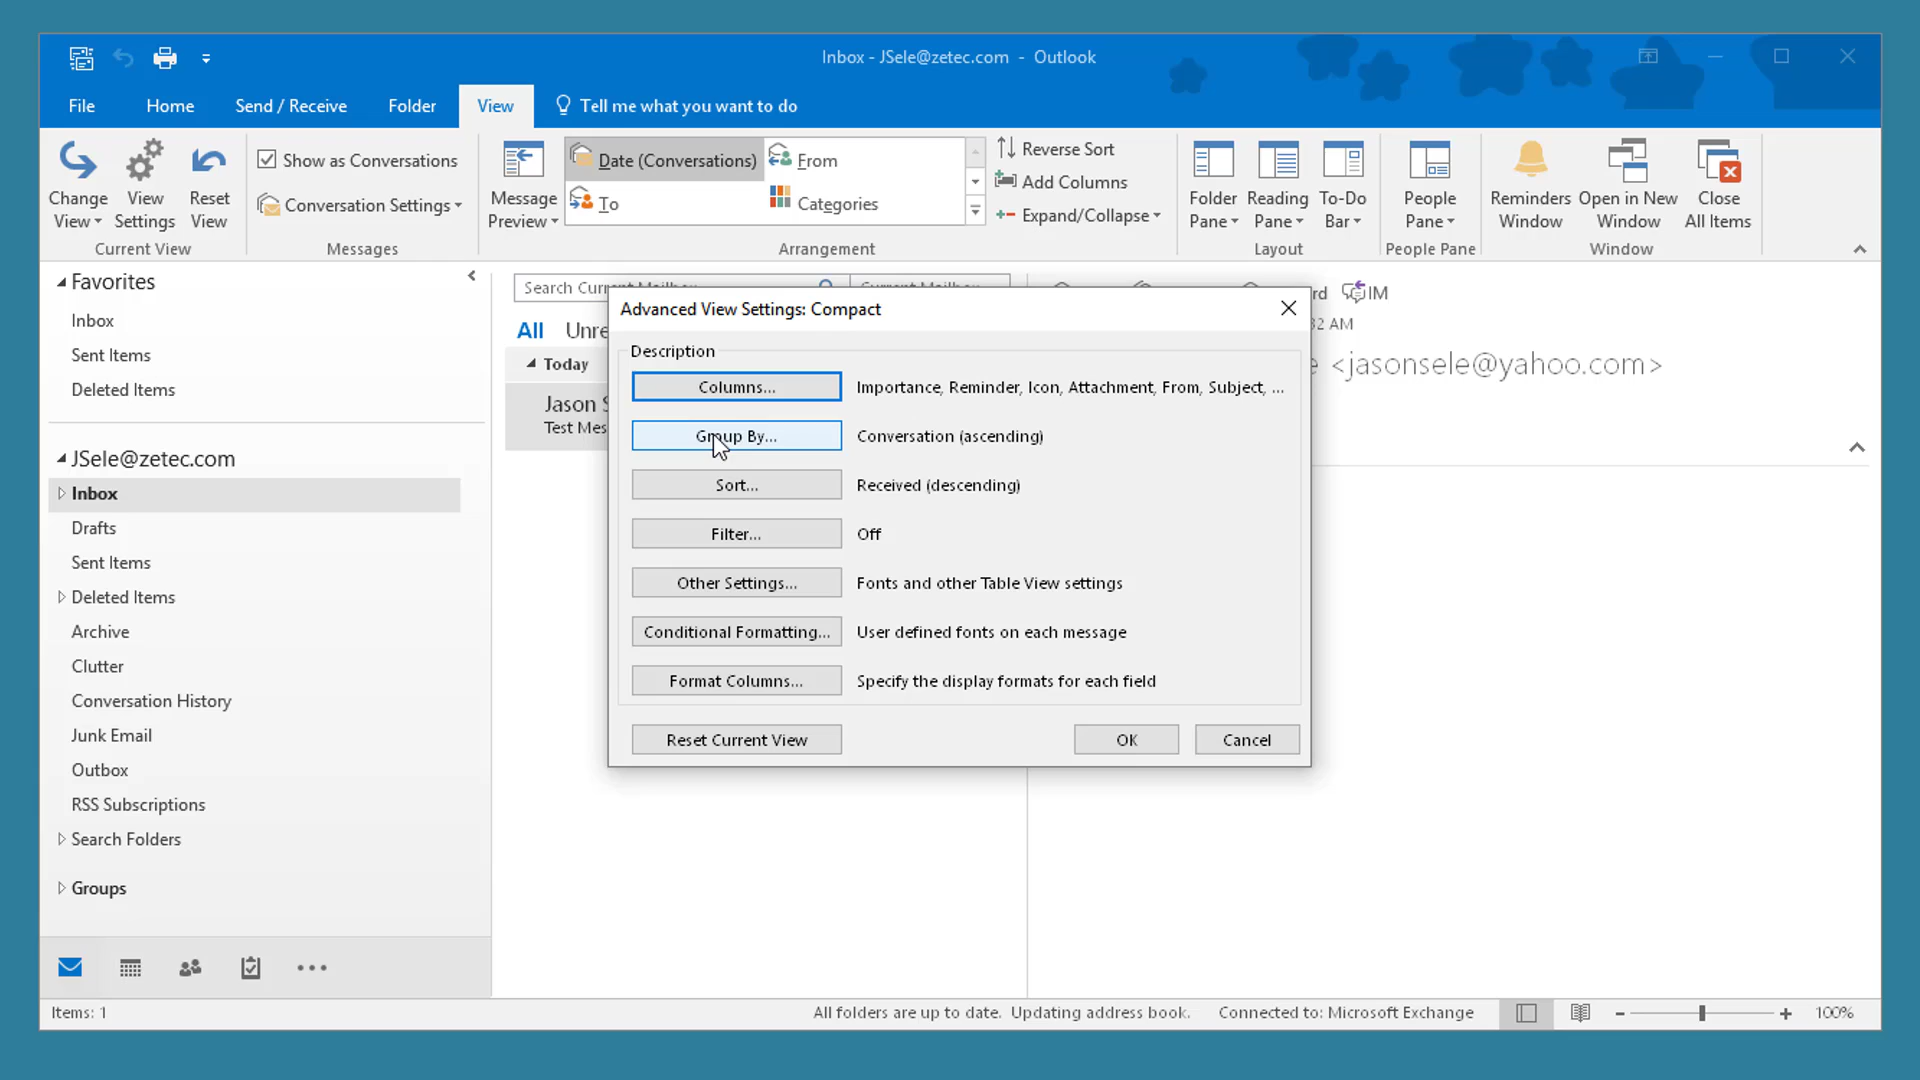 Inbox - JSele@zetec.com - Outlook
File Home Send / Receive Folder View Tell me what you want to do
Change View
View Settings
Reset View
Current View
Show as Conversations
Conversation Settings
Messages
Message Preview
Date (Conversations)
From
To
Categories
Reverse Sort
Add Columns
Expand/Collapse
Arrangement
Folder Pane
Reading Pane
To-Do Bar
Layout
People Pane
People Pane
Reminders Window
Open in New Window
Close All Items
Window
Favorites
Inbox
Sent Items
Deleted Items
JSele@zetec.com
Inbox
Drafts
Sent Items
Deleted Items
Archive
Clutter
Conversation History
Junk Email
Outbox
RSS Subscriptions
Search Folders
Groups
Search Current Mailbox Current Mailbox
All Unre
Today
Jason S
Test Mes
rd IM
32 AM
e <jasonsele@yahoo.com>
Advanced View Settings: Compact
Description
Columns... Importance, Reminder, Icon, Attachment, From, Subject, ...
Group By... Conversation (ascending)
Sort... Received (descending)
Filter... Off
Other Settings... Fonts and other Table View settings
Conditional Formatting... User defined fonts on each message
Format Columns... Specify the display formats for each field
Reset Current View OK Cancel
Items: 1 All folders are up to date. Updating address book. Connected to: Microsoft Exchange 100%